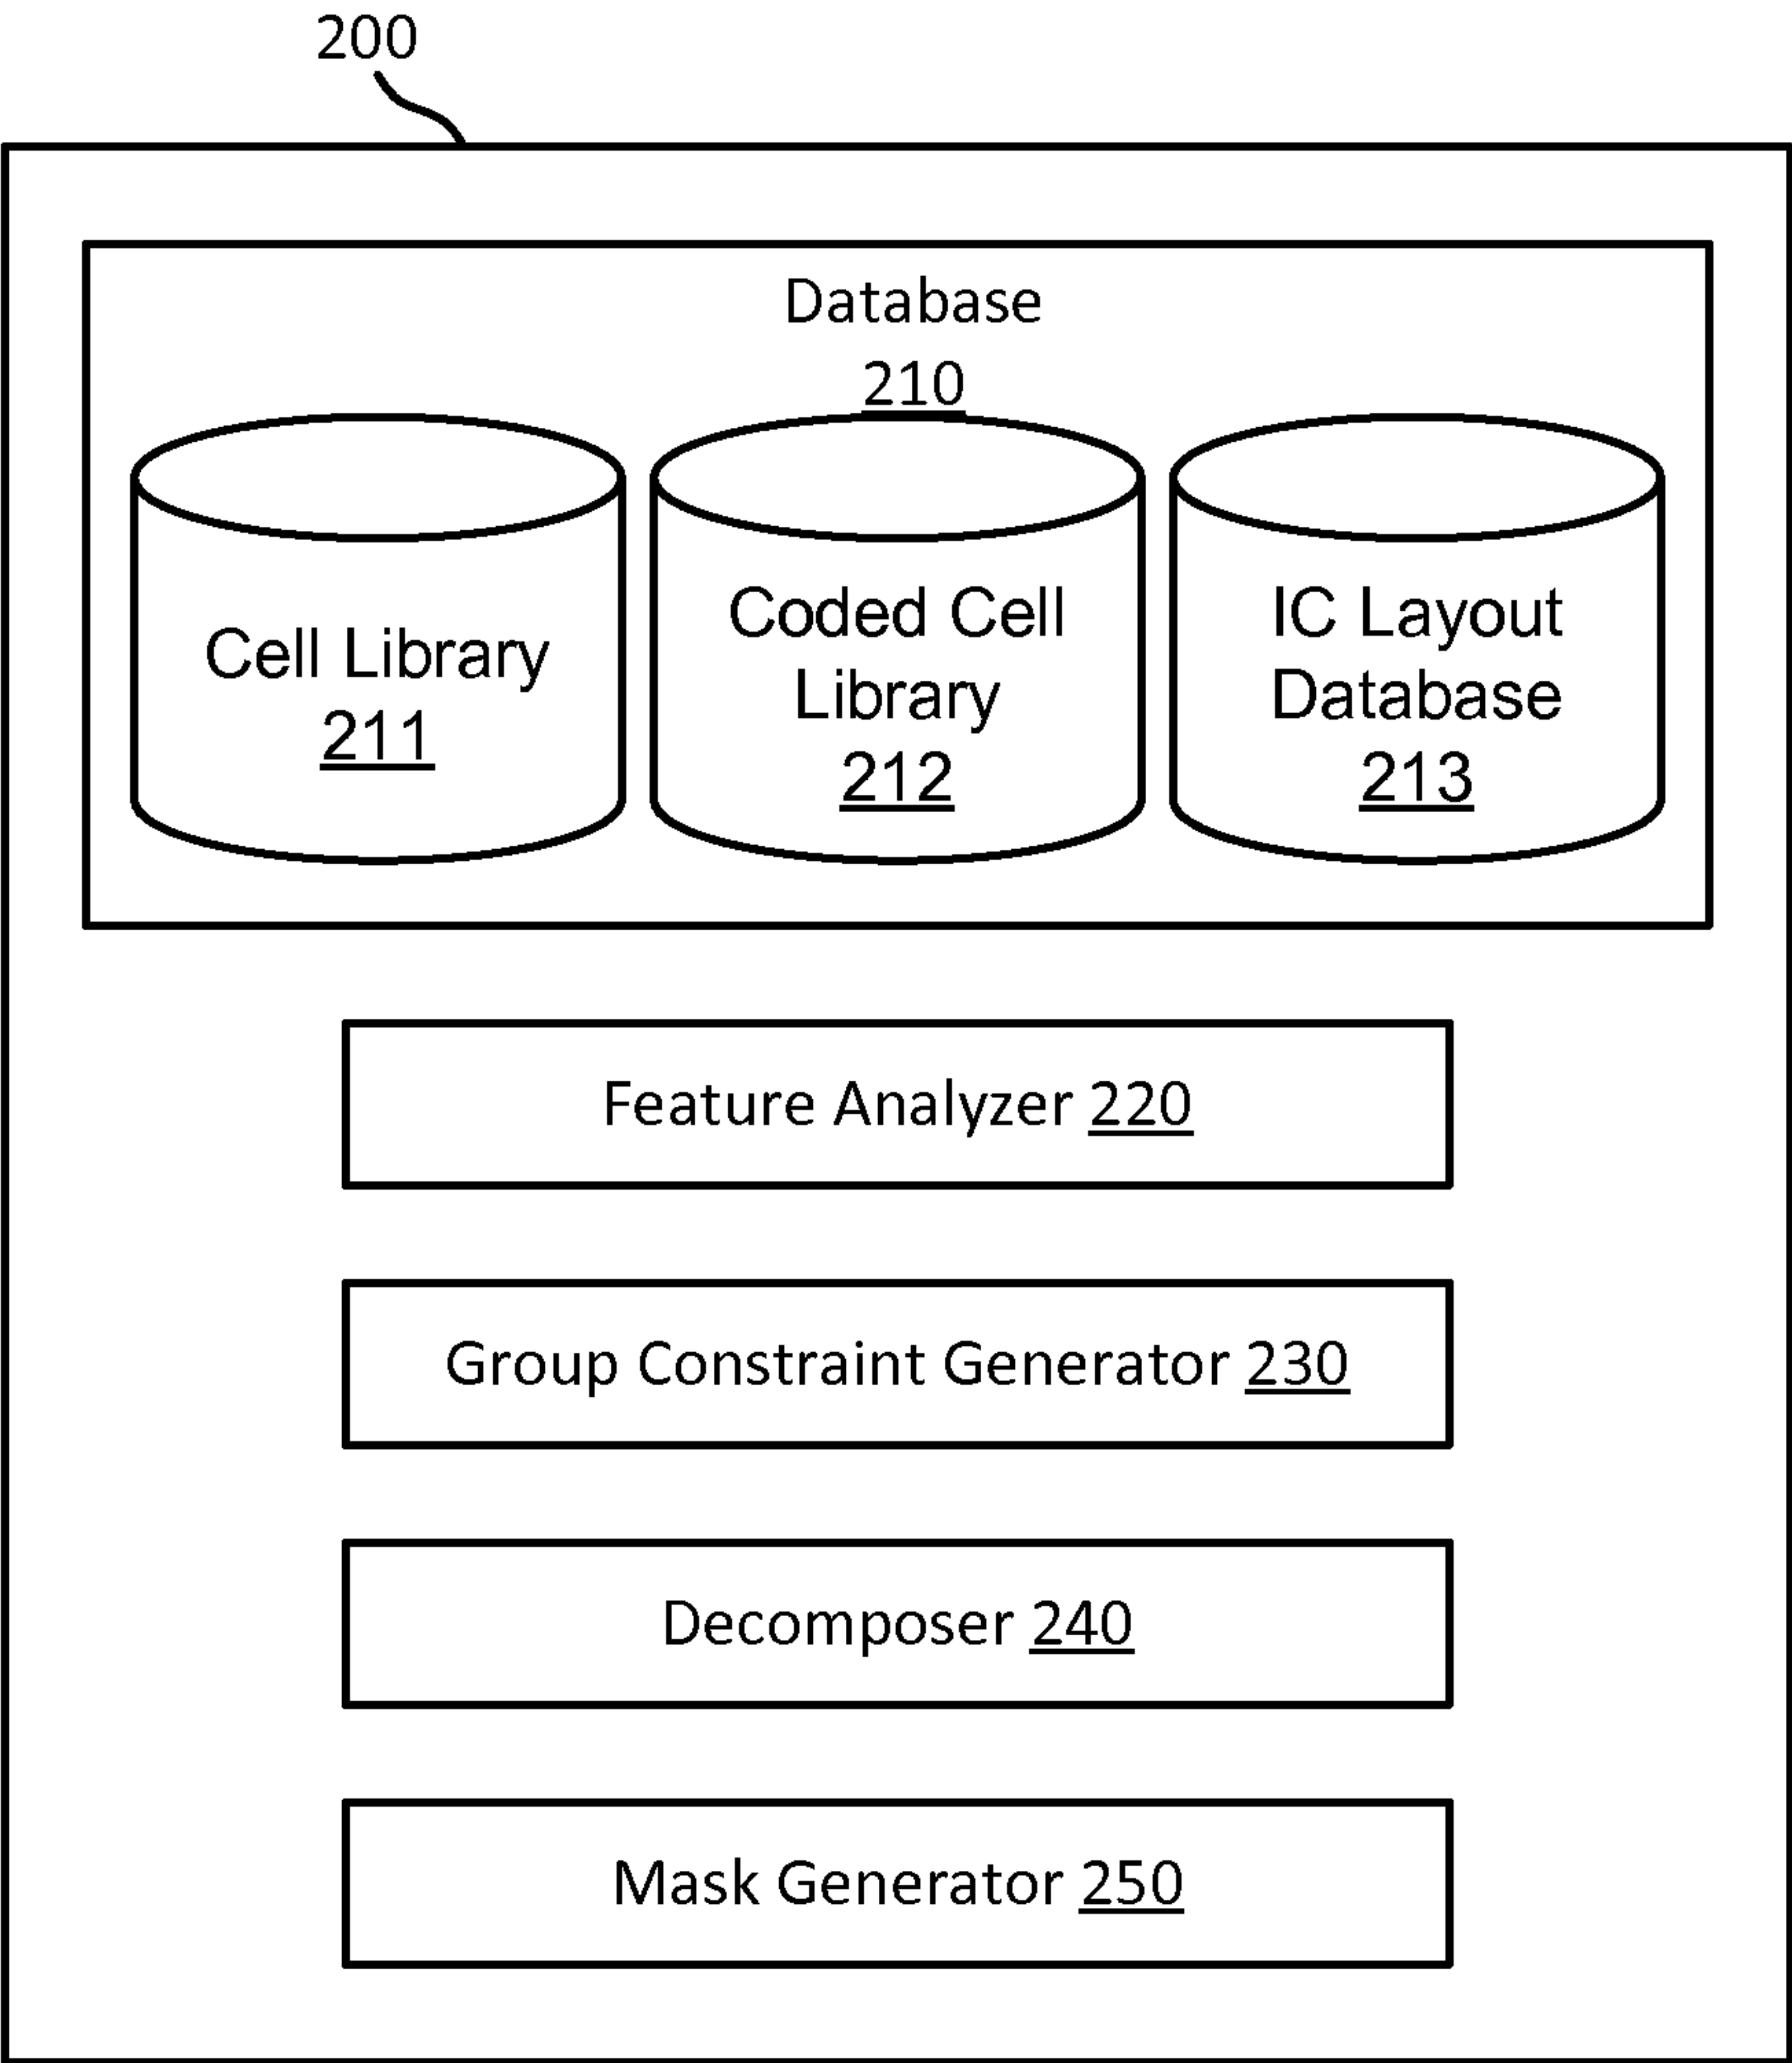 200
Database
210
Cell Library
211
Coded Cell
Library
212
IC Layout
Database
213
Feature Analyzer 220
Group Constraint Generator 230
Decomposer 240
Mask Generator 250